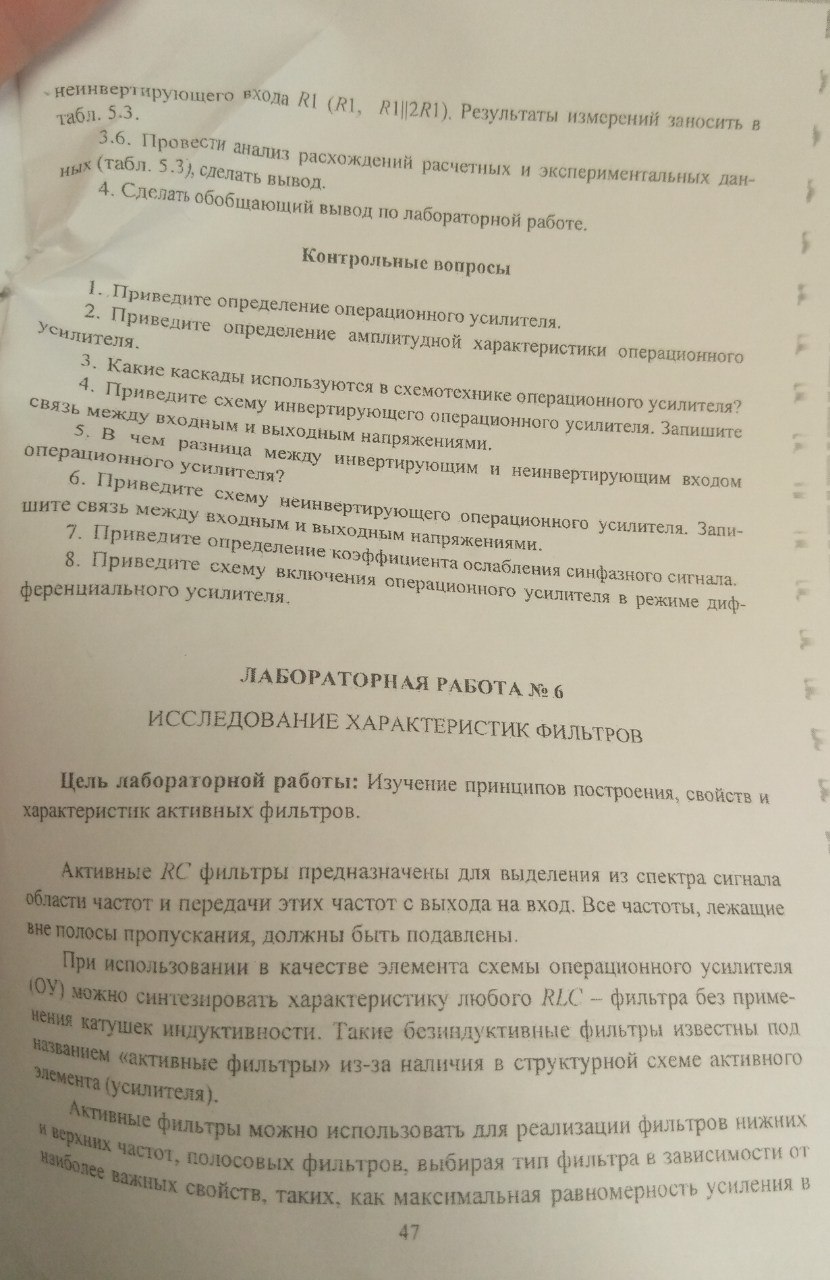 неинвертирующего входа R1 (R1, R1||2R1). Результаты измерений заносить в
табл. 5.3.
3.6. Провести анализ расхождений расчетных и экспериментальных дан-
ных (табл. 5.3), сделать вывод.
4. Сделать обобщающий вывод по лабораторной работе.
Контрольные вопросы
1. Приведите определение операционного усилителя.
2. Приведите определение амплитудной характеристики операционного
усилителя.
3. Какие каскады используются в схемотехнике операционного усилителя?
4. Приведите схему инвертирующего операционного усилителя. Запишите
связь между входным и выходным напряжениями.
5. В чем разница между инвертирующим и неинвертирующим входом
операционного усилителя?
6. Приведите схему неинвертирующего операционного усилителя. Запи-
шите связь между входным и выходным напряжениями.
7. Приведите определение коэффициента ослабления синфазного сигнала.
8. Приведите схему включения операционного усилителя в режиме диф-
ференциального усилителя.
ЛАБОРАТОРНАЯ РАБОТА № 6
ИССЛЕДОВАНИЕ ХАРАКТЕРИСТИК ФИЛЬТРОВ
Цель лабораторной работы: Изучение принципов построения, свойств и
характеристик активных фильтров.
Активные RC фильтры предназначены для выделения из спектра сигнала
области частот и передачи этих частот с выхода на вход. Все частоты, лежащие
вне полосы пропускания, должны быть подавлены.
При использовании в качестве элемента схемы операционного усилителя
(ОУ) можно синтезировать характеристику любого RLC – фильтра без приме-
нения катушек индуктивности. Такие безиндуктивные фильтры известны под
названием «активные фильтры» из-за наличия в структурной схеме активного
элемента (усилителя).
Активные фильтры можно использовать для реализации фильтров нижних
и верхних частот, полосовых фильтров, выбирая тип фильтра в зависимости от
наиболее важных свойств, таких, как максимальная равномерность усиления в
47